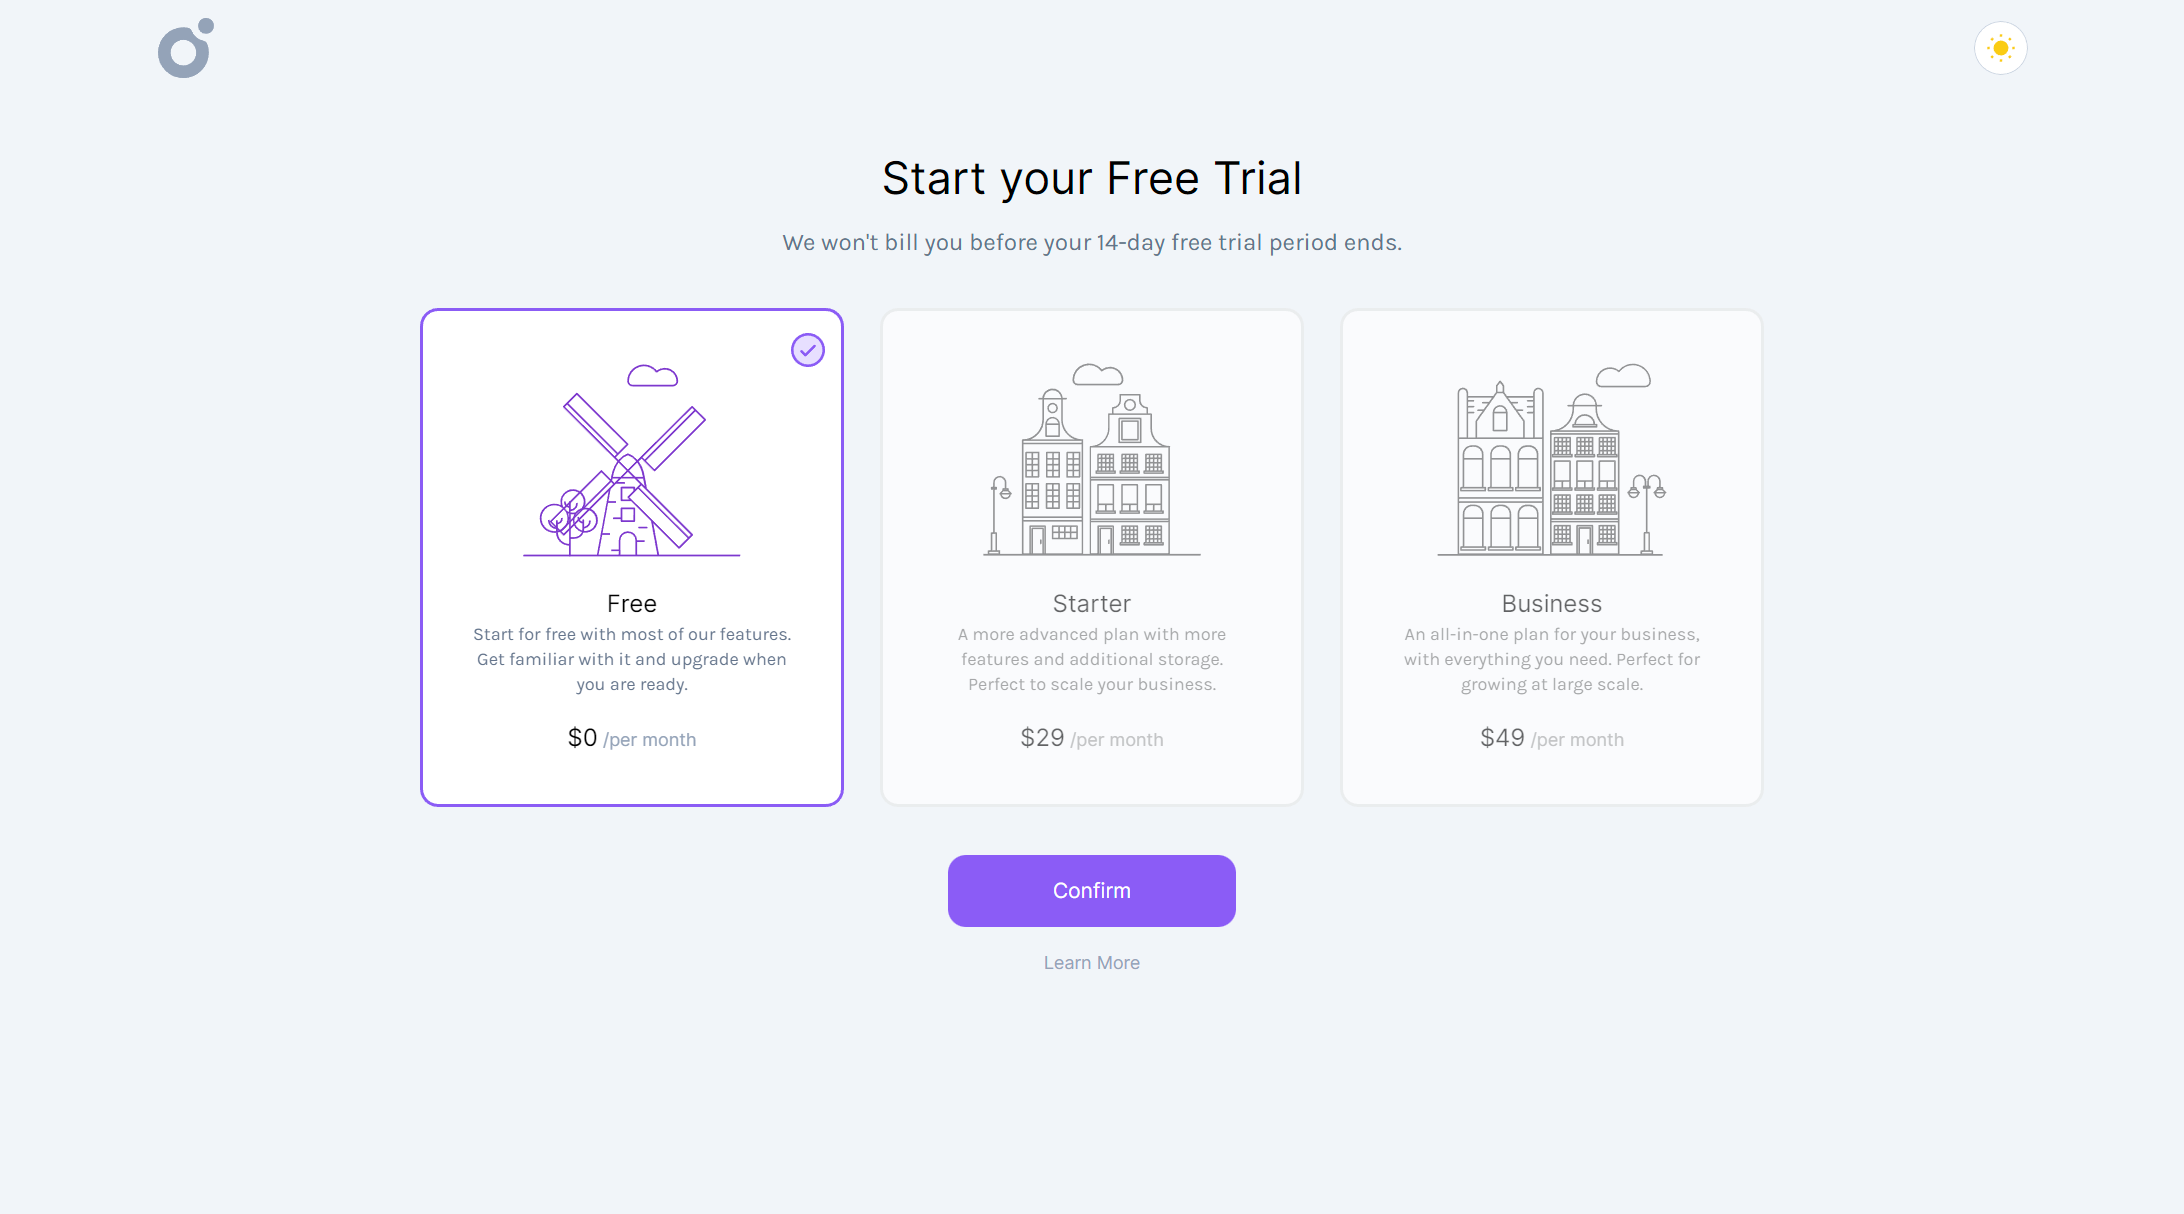 Start your Free Trial
We won't bill you before your 14-day free trial period ends.
Free
Start for free with most of our features.
Get familiar with it and upgrade when
you are ready.
$0 /per month
Starter
A more advanced plan with more
features and additional storage.
Perfect to scale your business.
$29 /per month
Business
An all-in-one plan for your business,
with everything you need. Perfect for
growing at large scale.
$49 /per month
Confirm
Learn More